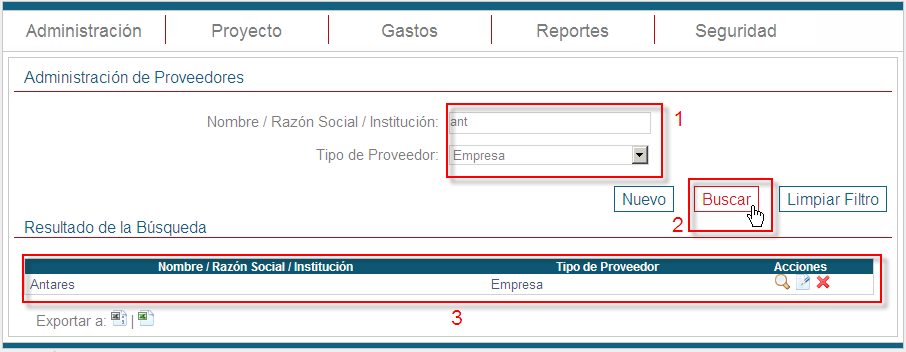 Administración Proyecto Gastos Reportes Seguridad
Administración de Proveedores
Nombre / Razón Social / Institución: ant 1
Tipo de Proveedor: Empresa
Nuevo Buscar Limpiar Filtro
2
Resultado de la Búsqueda
Nombre / Razón Social / Institución Tipo de Proveedor Acciones
Antares Empresa
Exportar a: | 
3